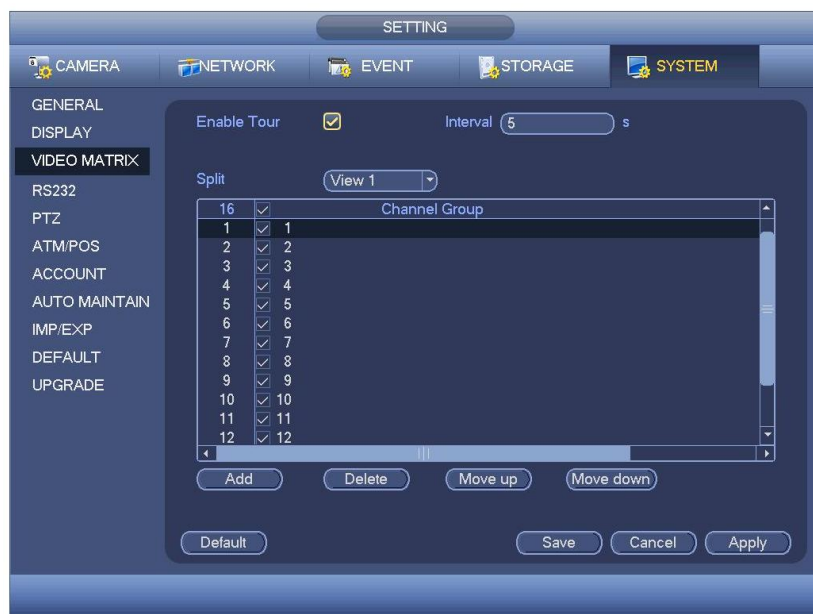 SETTING
CAMERA NETWORK EVENT STORAGE SYSTEM
GENERAL
DISPLAY
VIDEO MATRIX
RS232
PTZ
ATM/POS
ACCOUNT
AUTO MAINTAIN
IMP/EXP
DEFAULT
UPGRADE
Enable Tour Interval 5 s
Split View 1
16 Channel Group
1 1
2 2
3 3
4 4
5 5
6 6
7 7
8 8
9 9
10 10
11 11
12 12
Add Delete Move up Move down
Default Save Cancel Apply